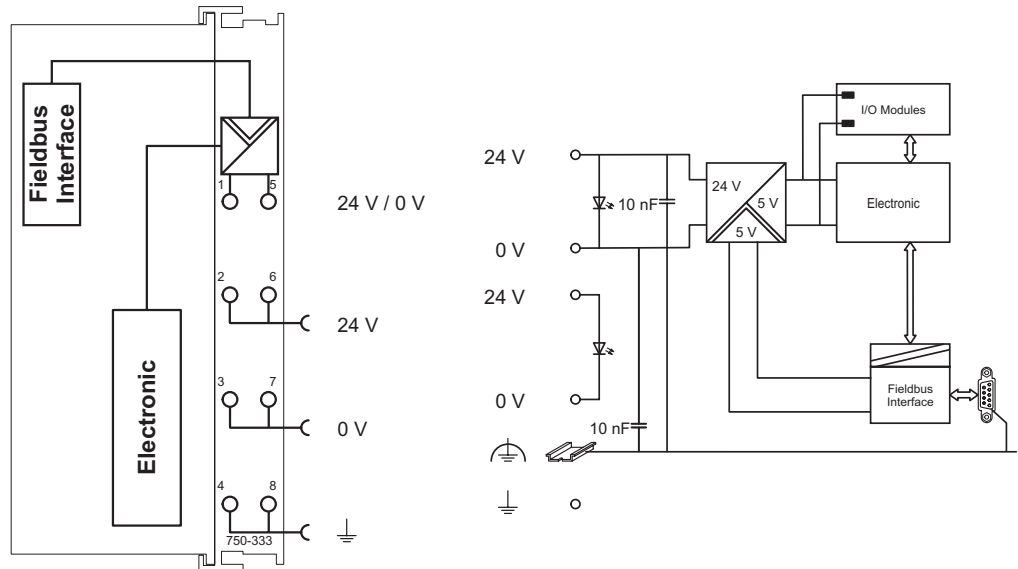 Fieldbus
Interface
Electronic
1
5
24 V / 0 V
2
6
24 V
3
7
0 V
4
8
750-333
24 V
10 nF
0 V
24 V
0 V
10 nF
24 V
5 V
5 V
I/O Modules
Electronic
Fieldbus
Interface